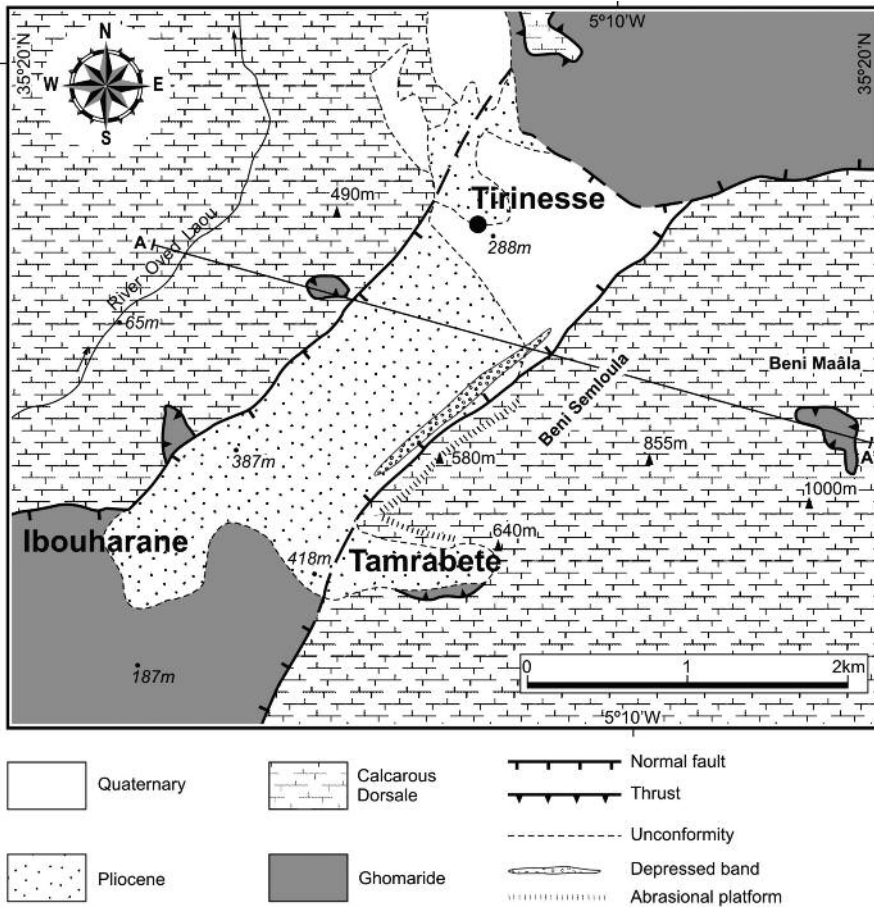 5°10'W
35°20'N
35°20'N
N
W
E
S
490m
Tirinesse
River Oved Laou
A
288m
65m
Beni Maâla
Beni Semloula
387m
580m
855m
A'
1000m
Ibouharane
640m
418m
Tamrabete
187m
0 1 2km
5°10'W
Quaternary
Calcarous
Dorsale
Normal fault
Thrust
Unconformity
Pliocene
Ghomaride
Depressed band
Abrasional platform